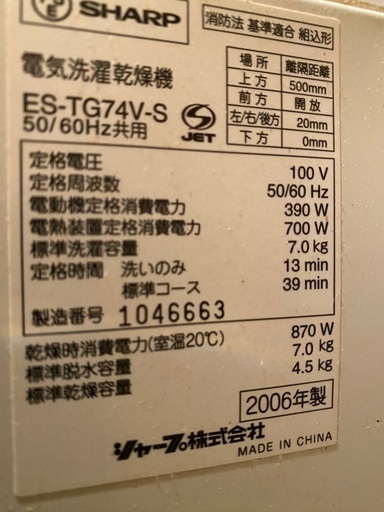 SHARP
消防法 基準適合 組込形
電気洗濯乾燥機
ES-TG74V-S
50/60Hz共用
JET
場所 離隔距離
上方 500mm
前方 開放
左/右/後方 20mm
下方 0mm
定格電圧 100 V
定格周波数 50/60 Hz
電動機定格消費電力 390 W
電熱装置定格消費電力 700 W
標準洗濯容量 7.0 kg
定格時間 洗いのみ 13 min
標準コース 39 min
製造番号 1046663
乾燥時消費電力(室温20℃) 870 W
標準脱水容量 7.0 kg
標準乾燥容量 4.5 kg
2006年製
シャープ株式会社
MADE IN CHINA